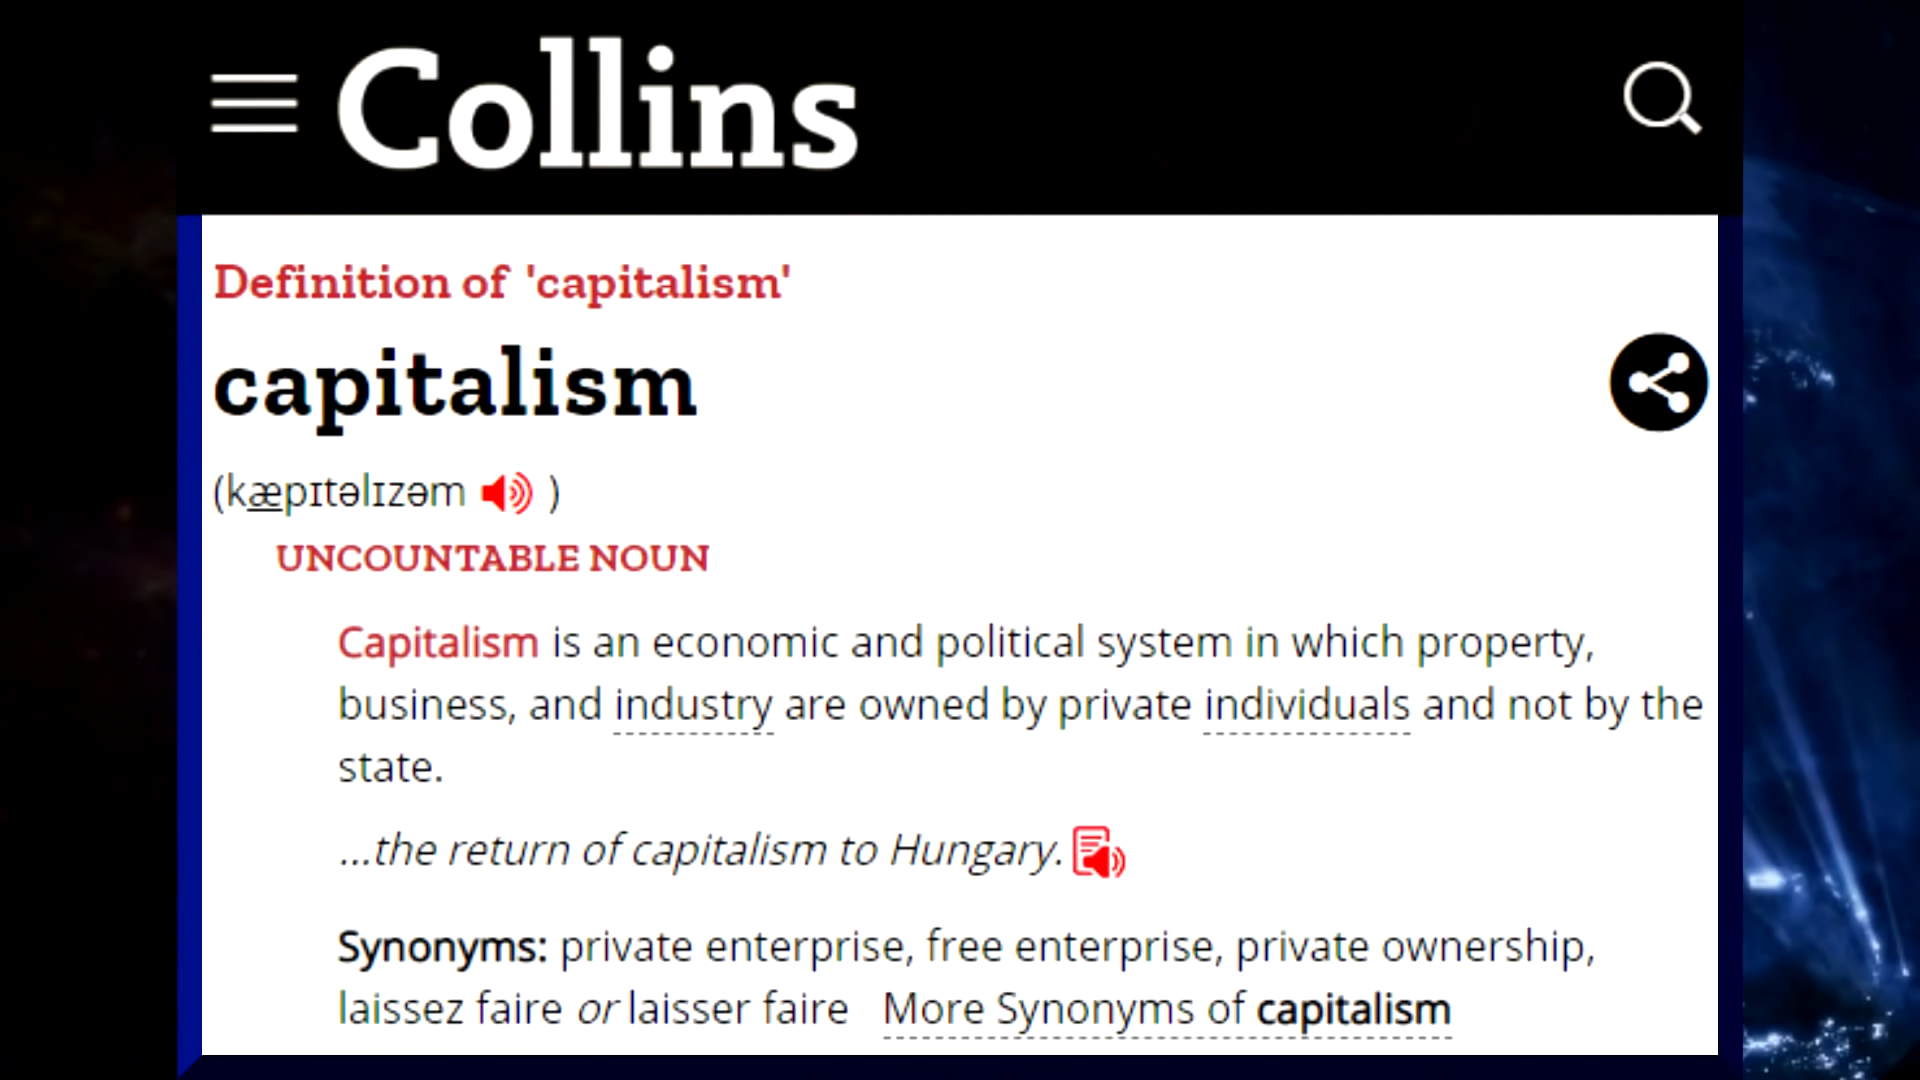 Collins
Definition of 'capitalism'
capitalism
(kæpɪtəlɪzəm )
UNCOUNTABLE NOUN
Capitalism is an economic and political system in which property,
business, and industry are owned by private individuals and not by the
state.
...the return of capitalism to Hungary.
Synonyms: private enterprise, free enterprise, private ownership,
laissez faire or laisser faire More Synonyms of capitalism